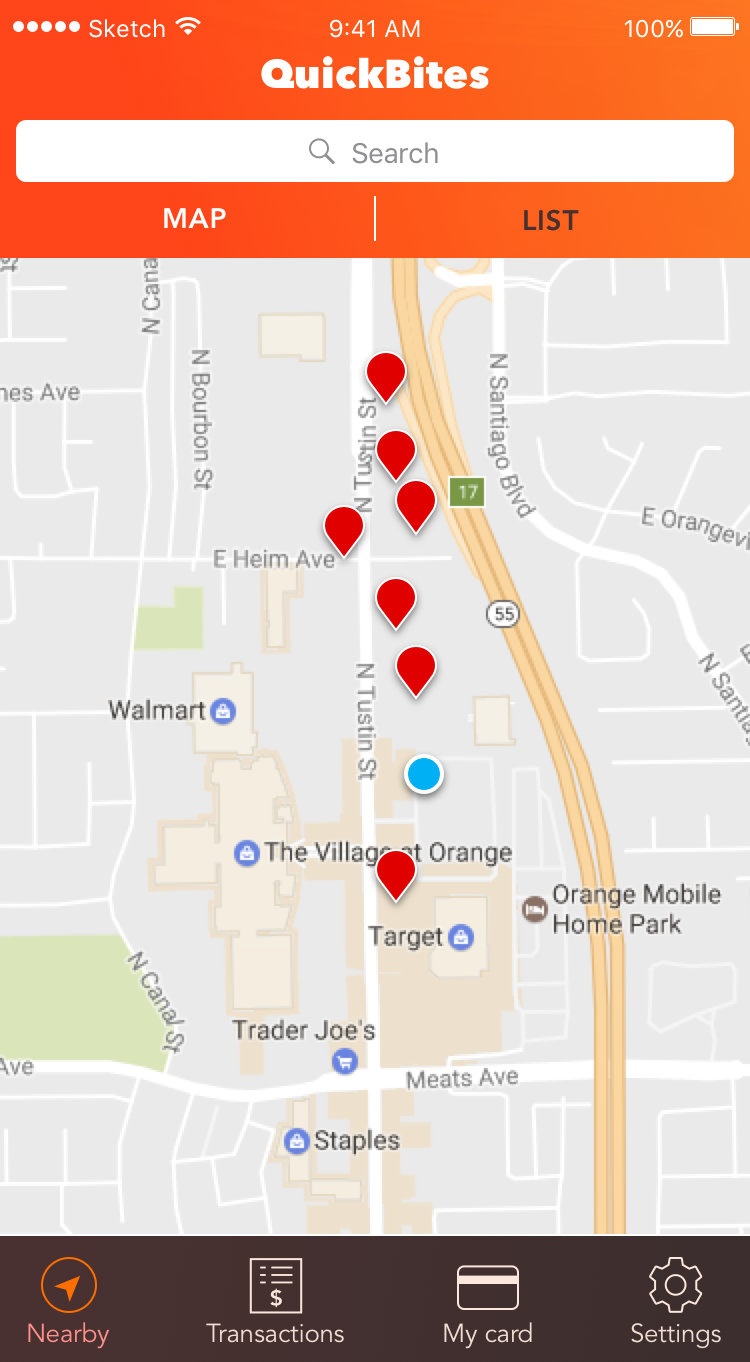 Sketch 9:41 AM 100%
QuickBites
Search
MAP LIST
N Cana
N Bourbon St
N Santiago Blvd
nes Ave
N Tustin St
17
E Orangevi
E Heim Ave
55
N Santia
N Tustin St
Walmart
The Village at Orange
Orange Mobile
Home Park
Target
N Canal St
Trader Joe's
Ave
Meats Ave
Staples
$
Nearby Transactions My card Settings